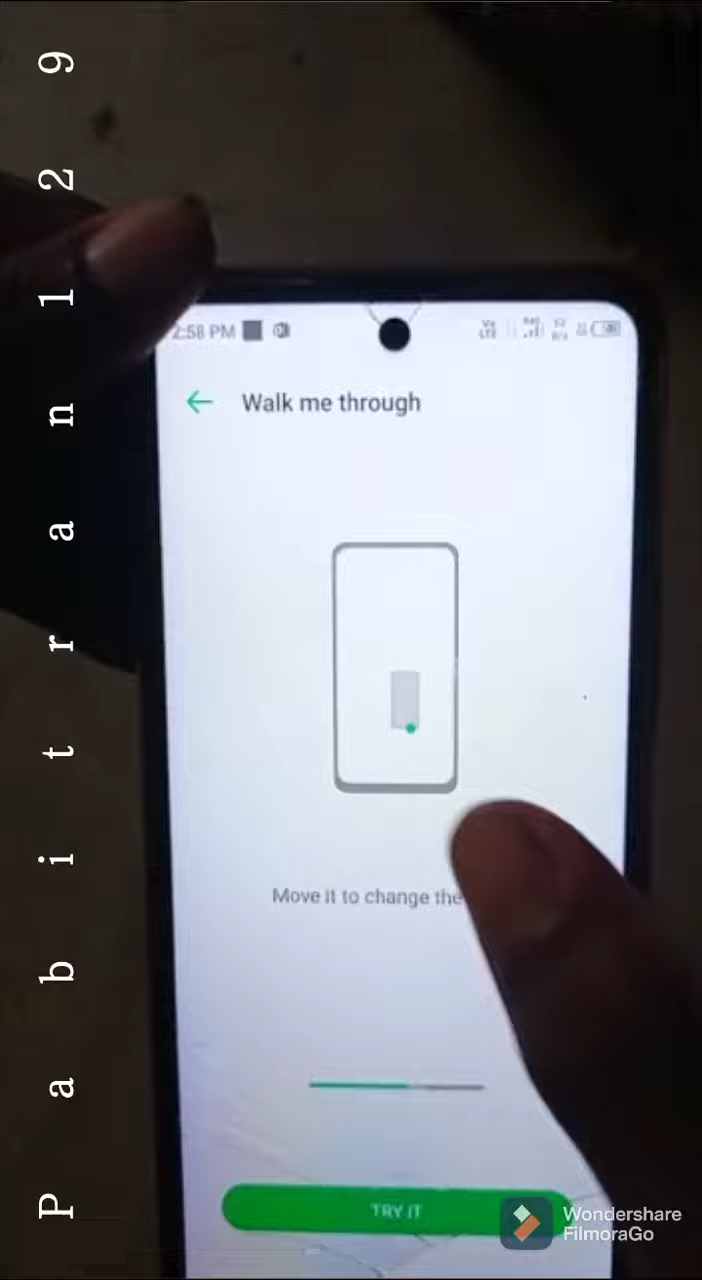 Pabitran129
2:58 PM
Walk me through
Move it to change the
TRY IT
Wondershare
FilmoraGo